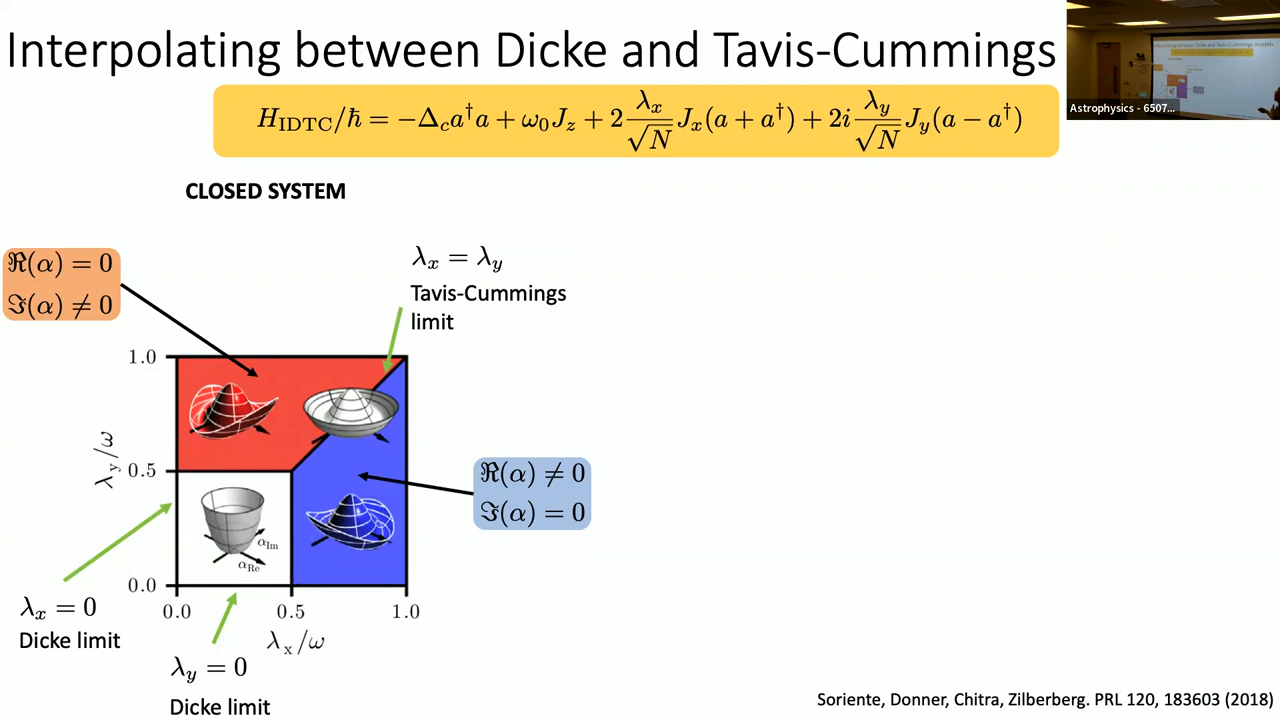 Interpolating between Dicke and Tavis-Cummings
H_IDTC/ħ = −Δ_c a†a + ω₀J_z + 2 λ_x/√N J_x(a + a†) + 2i λ_y/√N J_y(a − a†)
Astrophysics - 6507...
CLOSED SYSTEM
ℜ(α) = 0
ℑ(α) ≠ 0
λ_x = λ_y
Tavis-Cummings
limit
1.0
λ_y/ω
0.5
ℜ(α) ≠ 0
ℑ(α) = 0
α_Im
α_Re
0.0
0.0 0.5 1.0
λ_x/ω
λ_x = 0
Dicke limit
λ_y = 0
Dicke limit
Soriente, Donner, Chitra, Zilberberg. PRL 120, 183603 (2018)